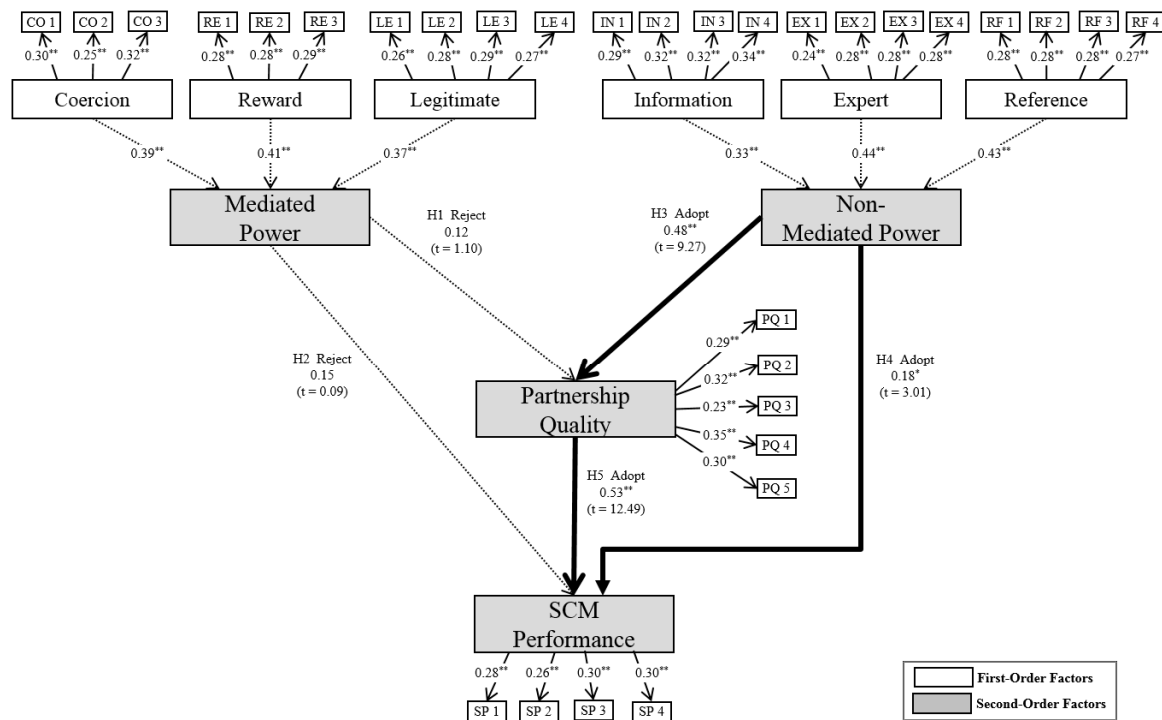 CO 1 CO 2 CO 3 RE 1 RE 2 RE 3 LE 1 LE 2 LE 3 LE 4 IN 1 IN 2 IN 3 IN 4 EX 1 EX 2 EX 3 EX 4 RF 1 RF 2 RF 3 RF 4
0.30** 0.25** 0.32** 0.28** 0.28** 0.29** 0.26** 0.28** 0.29** 0.27** 0.29** 0.32** 0.32** 0.34** 0.24** 0.28** 0.28** 0.28** 0.28** 0.28** 0.28** 0.27**
Coercion Reward Legitimate Information Expert Reference
0.39** 0.41** 0.37** 0.33** 0.44** 0.43**
Mediated
Power
Non-
Mediated Power
H1 Reject
0.12
(t = 1.10)
H3 Adopt
0.48**
(t = 9.27)
H2 Reject
0.15
(t = 0.09)
H4 Adopt
0.18*
(t = 3.01)
Partnership
Quality
0.29** PQ 1
0.32** PQ 2
0.23** PQ 3
0.35** PQ 4
0.30** PQ 5
H5 Adopt
0.53**
(t = 12.49)
SCM
Performance
0.28** 0.26** 0.30** 0.30**
SP 1 SP 2 SP 3 SP 4
First-Order Factors
Second-Order Factors